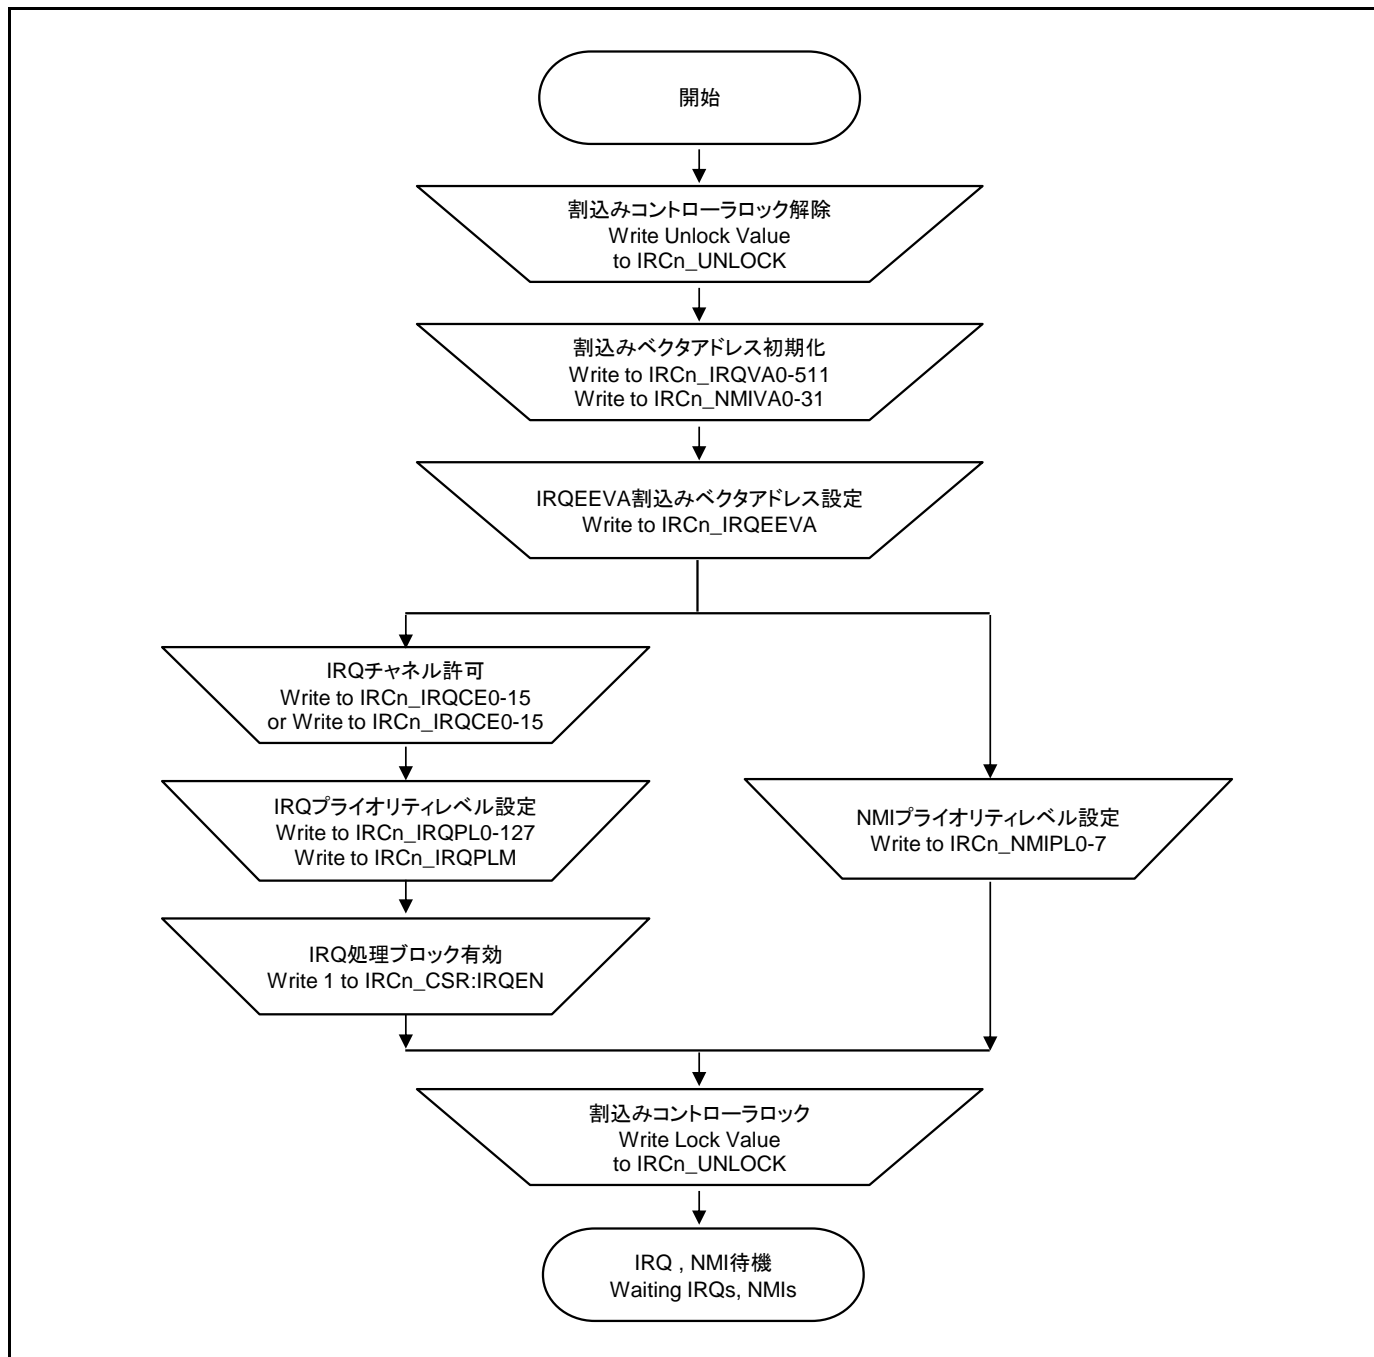 開始
割込みコントローラロック解除
Write Unlock Value
to IRCn_UNLOCK
割込みベクタアドレス初期化
Write to IRCn_IRQVA0-511
Write to IRCn_NMIVA0-31
IRQEEVA割込みベクタアドレス設定
Write to IRCn_IRQEEVA
IRQチャネル許可
Write to IRCn_IRQCE0-15
or Write to IRCn_IRQCE0-15
IRQプライオリティレベル設定
Write to IRCn_IRQPL0-127
Write to IRCn_IRQPLM
IRQ処理ブロック有効
Write 1 to IRCn_CSR:IRQEN
NMIプライオリティレベル設定
Write to IRCn_NMIPL0-7
割込みコントローラロック
Write Lock Value
to IRCn_UNLOCK
IRQ , NMI待機
Waiting IRQs, NMIs